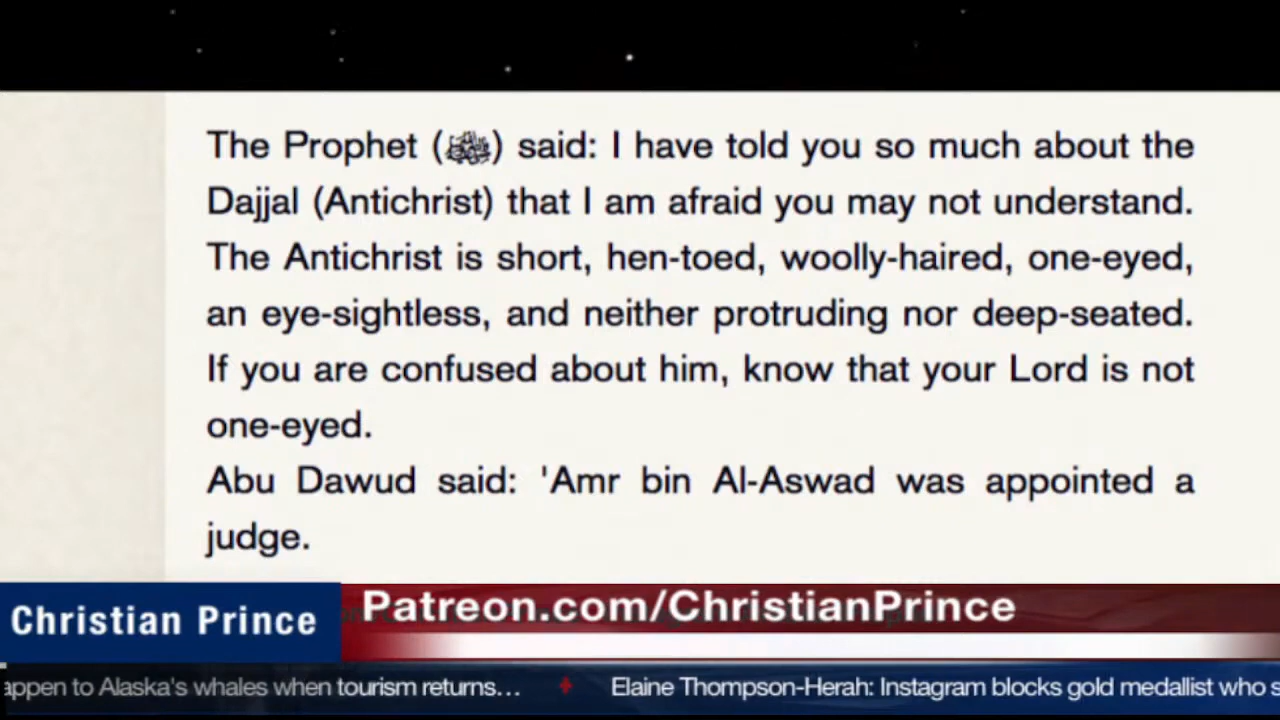 The Prophet (ﷺ) said: I have told you so much about the
Dajjal (Antichrist) that I am afraid you may not understand.
The Antichrist is short, hen-toed, woolly-haired, one-eyed,
an eye-sightless, and neither protruding nor deep-seated.
If you are confused about him, know that your Lord is not
one-eyed.
Abu Dawud said: 'Amr bin Al-Aswad was appointed a
judge.
Christian Prince
Patreon.com/ChristianPrince
appen to Alaska's whales when tourism returns... Elaine Thompson-Herah: Instagram blocks gold medallist who s